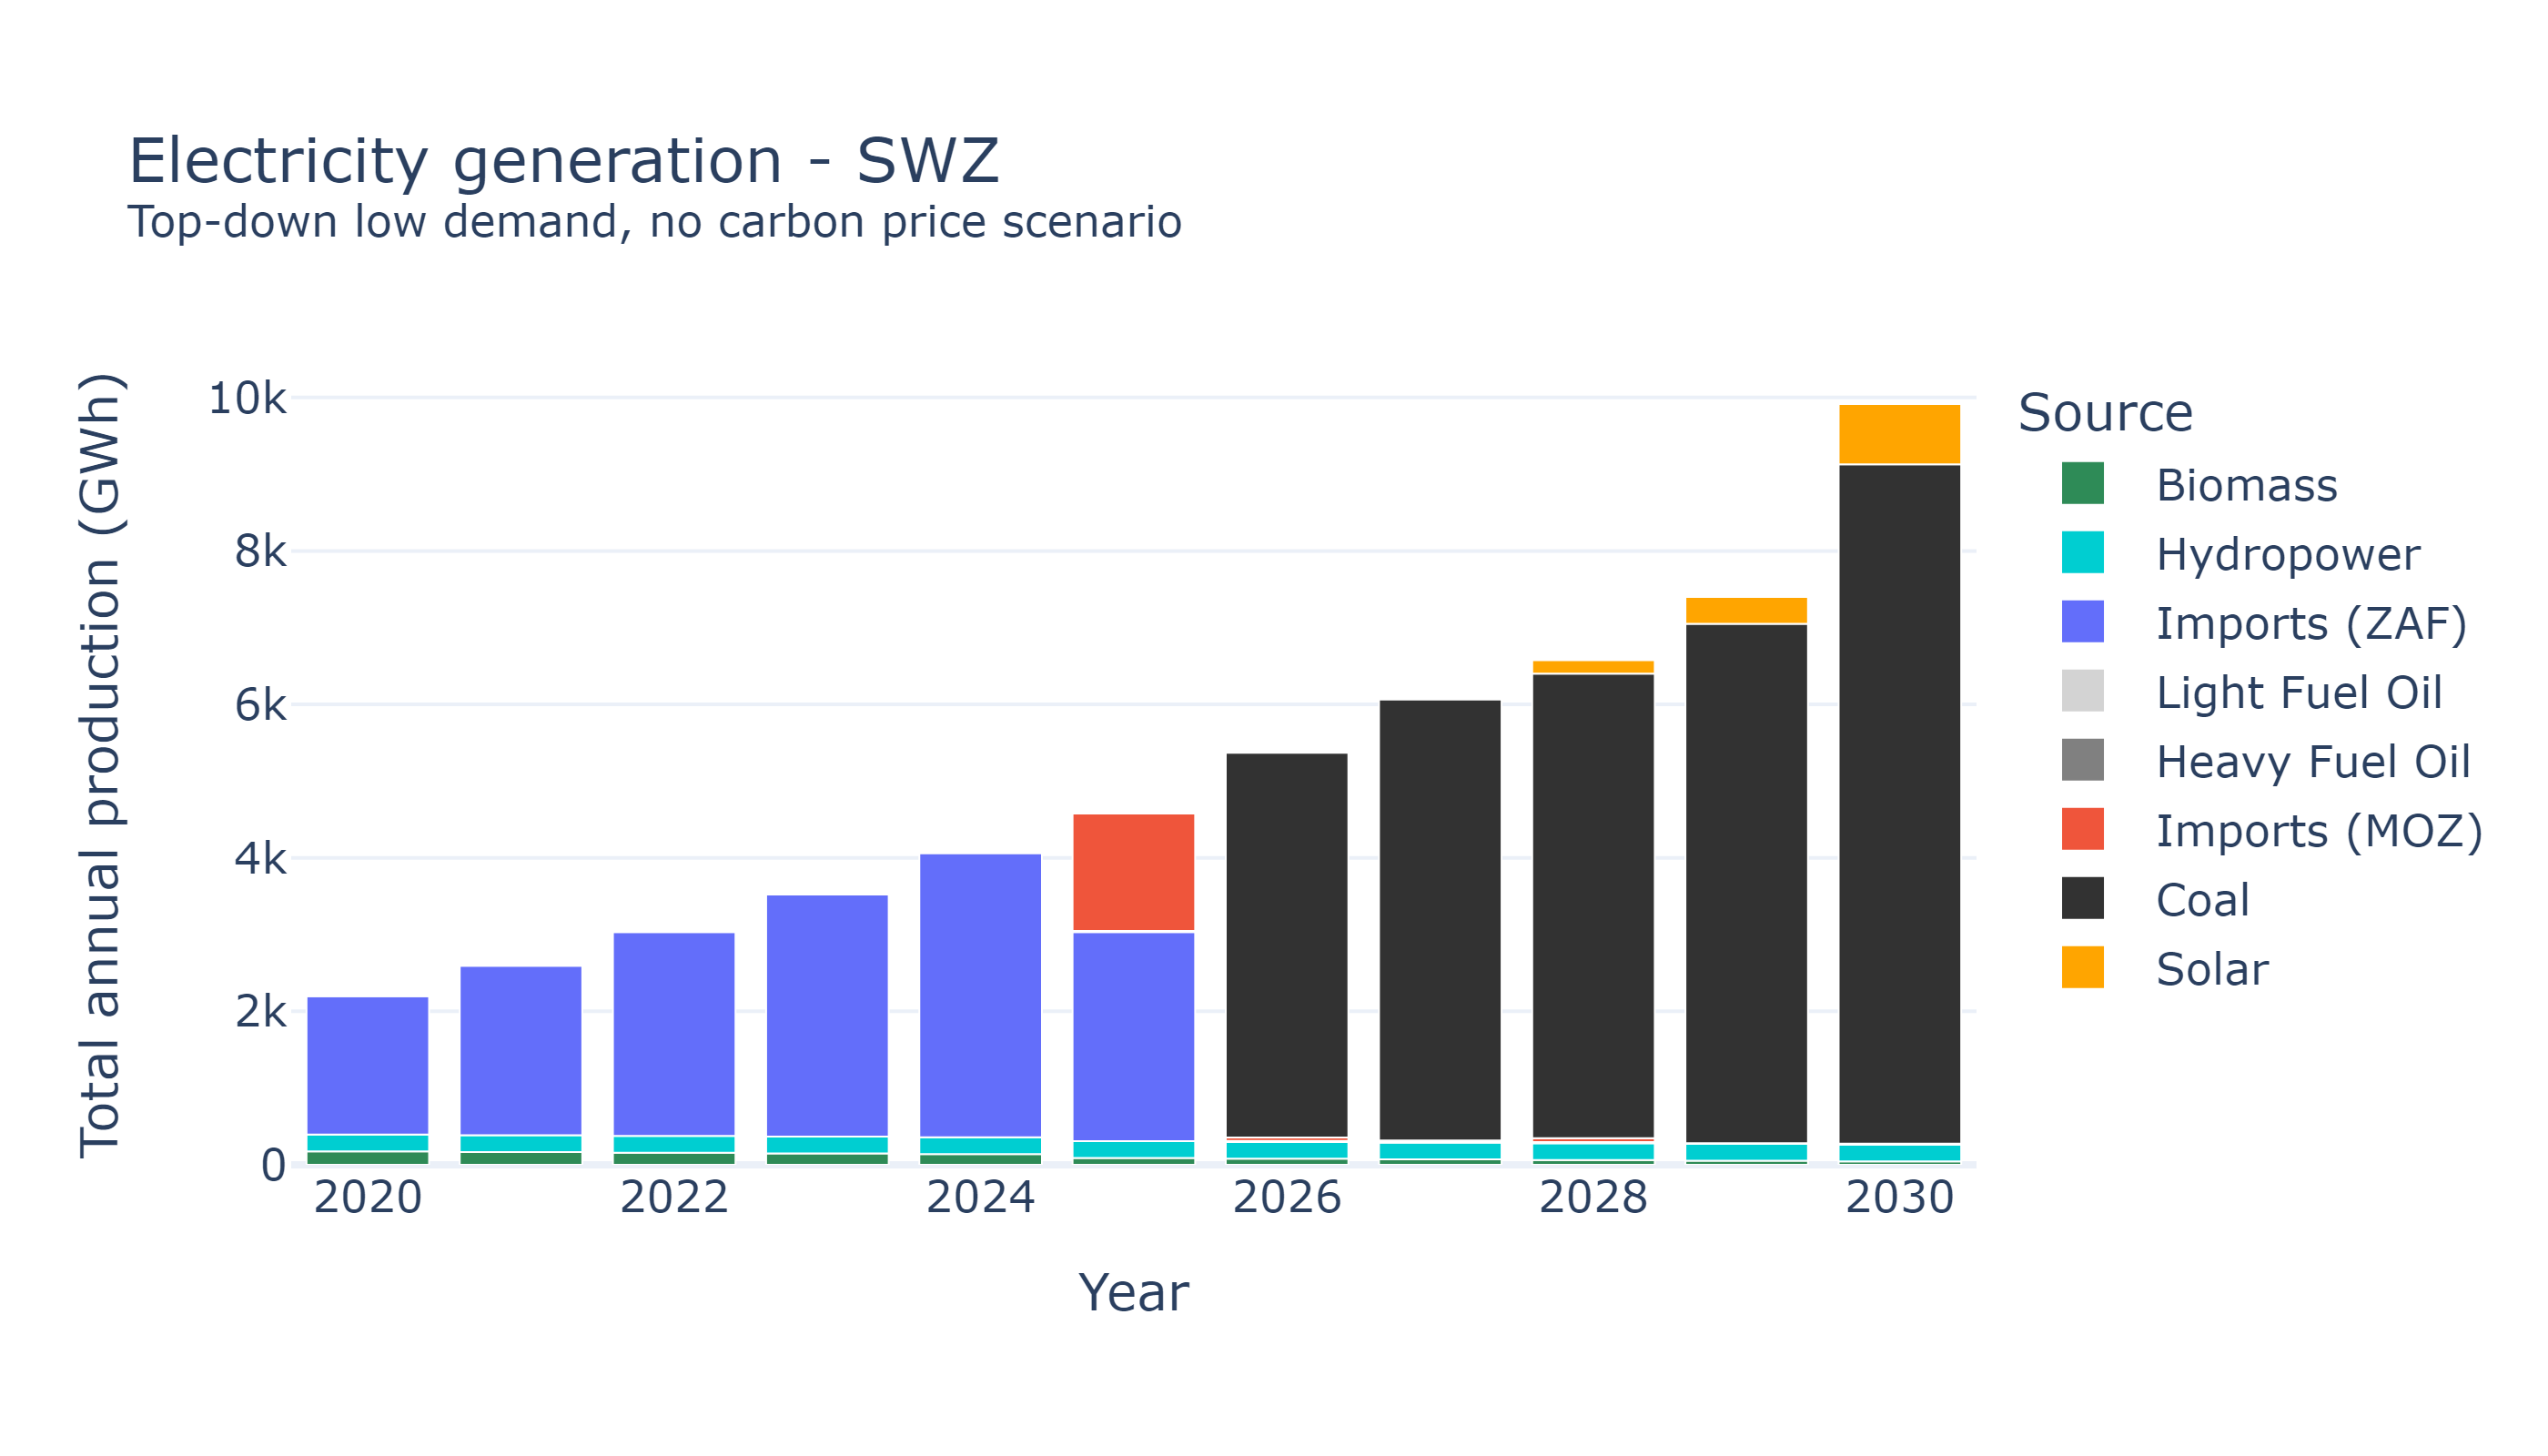 Electricity generation - SWZ
Top-down low demand, no carbon price scenario
Total annual production (GWh)
10k
8k
6k
4k
2k
0
2020
2022
2024
2026
2028
2030
Year
Source
Biomass
Hydropower
Imports (ZAF)
Light Fuel Oil
Heavy Fuel Oil
Imports (MOZ)
Coal
Solar